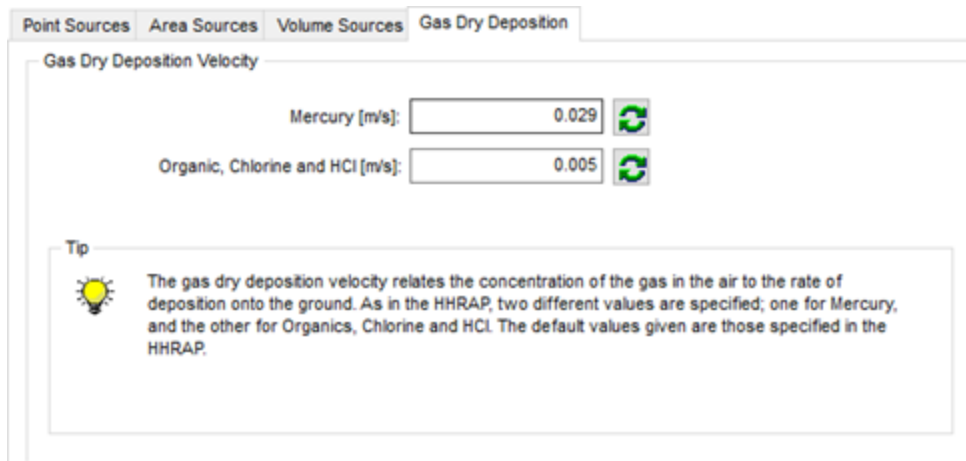 Point Sources Area Sources Volume Sources Gas Dry Deposition
Gas Dry Deposition Velocity
Mercury [m/s]: 0.029
Organic, Chlorine and HCl [m/s]: 0.005
Tip
The gas dry deposition velocity relates the concentration of the gas in the air to the rate of
deposition onto the ground. As in the HHRAP, two different values are specified; one for Mercury,
and the other for Organics, Chlorine and HCl. The default values given are those specified in the
HHRAP.